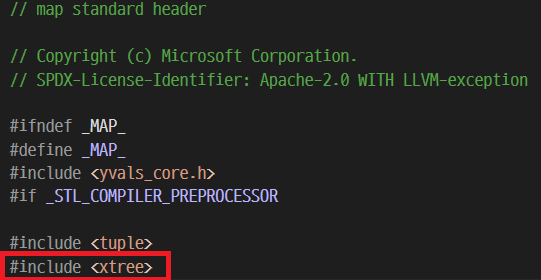 // map standard header
// Copyright (c) Microsoft Corporation.
// SPDX-License-Identifier: Apache-2.0 WITH LLVM-exception
#ifndef _MAP_
#define _MAP_
#include <yvals_core.h>
#if _STL_COMPILER_PREPROCESSOR
#include <tuple>
#include <xtree>